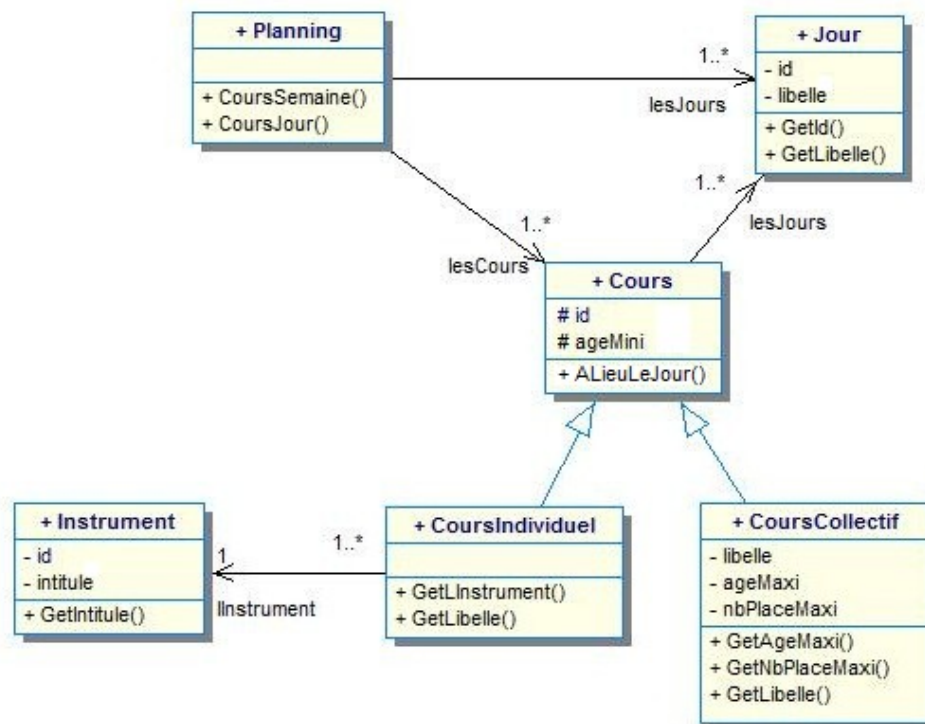 + Planning
+ CoursSemaine()
+ CoursJour()
1..*
lesJours
+ Jour
- id
- libelle
+ GetId()
+ GetLibelle()
1..*
lesCours
1..*
lesJours
+ Cours
# id
# ageMini
+ ALieuLeJour()
+ Instrument
- id
- intitule
+ GetIntitule()
1
lInstrument
1..*
+ CoursIndividuel
+ GetLInstrument()
+ GetLibelle()
+ CoursCollectif
- libelle
- ageMaxi
- nbPlaceMaxi
+ GetAgeMaxi()
+ GetNbPlaceMaxi()
+ GetLibelle()